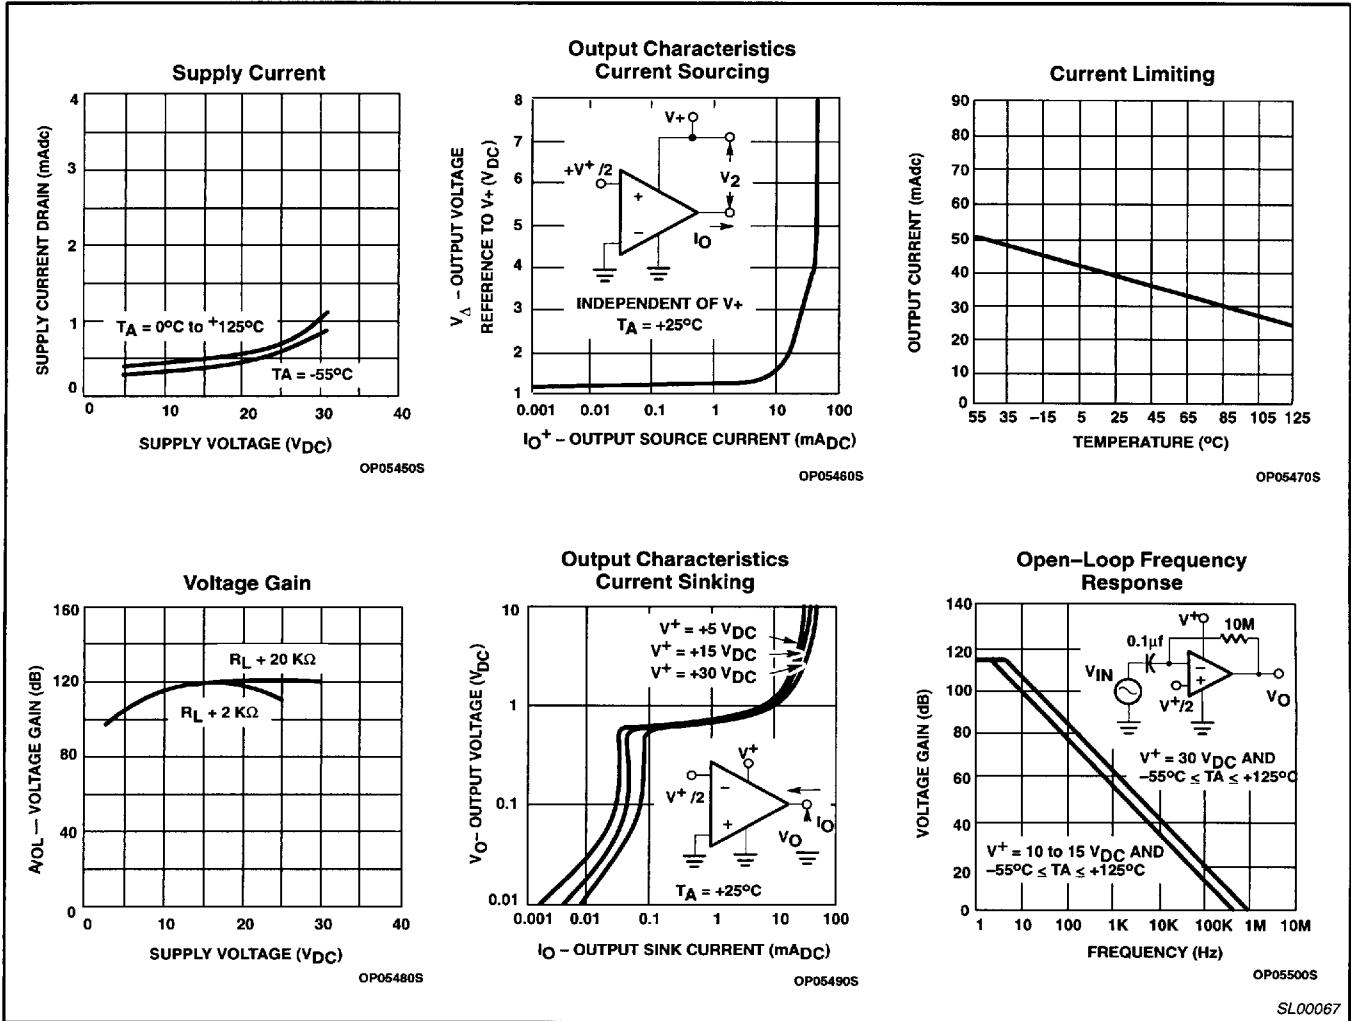 Supply Current
SUPPLY CURRENT DRAIN (mAdc)
4
3
2
1
0
TA = 0°C to +125°C
TA = -55°C
0 10 20 30 40
SUPPLY VOLTAGE (VDC)
OP05450S
Output Characteristics
Current Sourcing
V∆ – OUTPUT VOLTAGE
REFERENCE TO V+ (VDC)
8
7
6
5
4
3
2
1
V+
+V+/2
+
–
V2
IO
INDEPENDENT OF V+
TA = +25°C
0.001 0.01 0.1 1 10 100
IO+ – OUTPUT SOURCE CURRENT (mADC)
OP05460S
Current Limiting
OUTPUT CURRENT (mAdc)
90
80
70
60
50
40
30
20
10
0
55 35 –15 5 25 45 65 85 105 125
TEMPERATURE (°C)
OP05470S
Voltage Gain
AVOL — VOLTAGE GAIN (dB)
160
120
80
40
0
RL + 20 KΩ
RL + 2 KΩ
0 10 20 30 40
SUPPLY VOLTAGE (VDC)
OP05480S
Output Characteristics
Current Sinking
VO– OUTPUT VOLTAGE (VDC)
10
1
0.1
0.01
V+ = +5 VDC
V+ = +15 VDC
V+ = +30 VDC
V+
V+/2
–
+
IO
VO
TA = +25°C
0.001 0.01 0.1 1 10 100
IO – OUTPUT SINK CURRENT (mADC)
OP05490S
Open–Loop Frequency
Response
VOLTAGE GAIN (dB)
140
120
100
80
60
40
20
0
V+
10M
0.1µf
VIN
–
+
V+/2
VO
V+ = 30 VDC AND
–55°C ≤ TA ≤ +125°C
V+ = 10 to 15 VDC AND
–55°C ≤ TA ≤ +125°C
1 10 100 1K 10K 100K 1M 10M
FREQUENCY (Hz)
OP05500S
SL00067